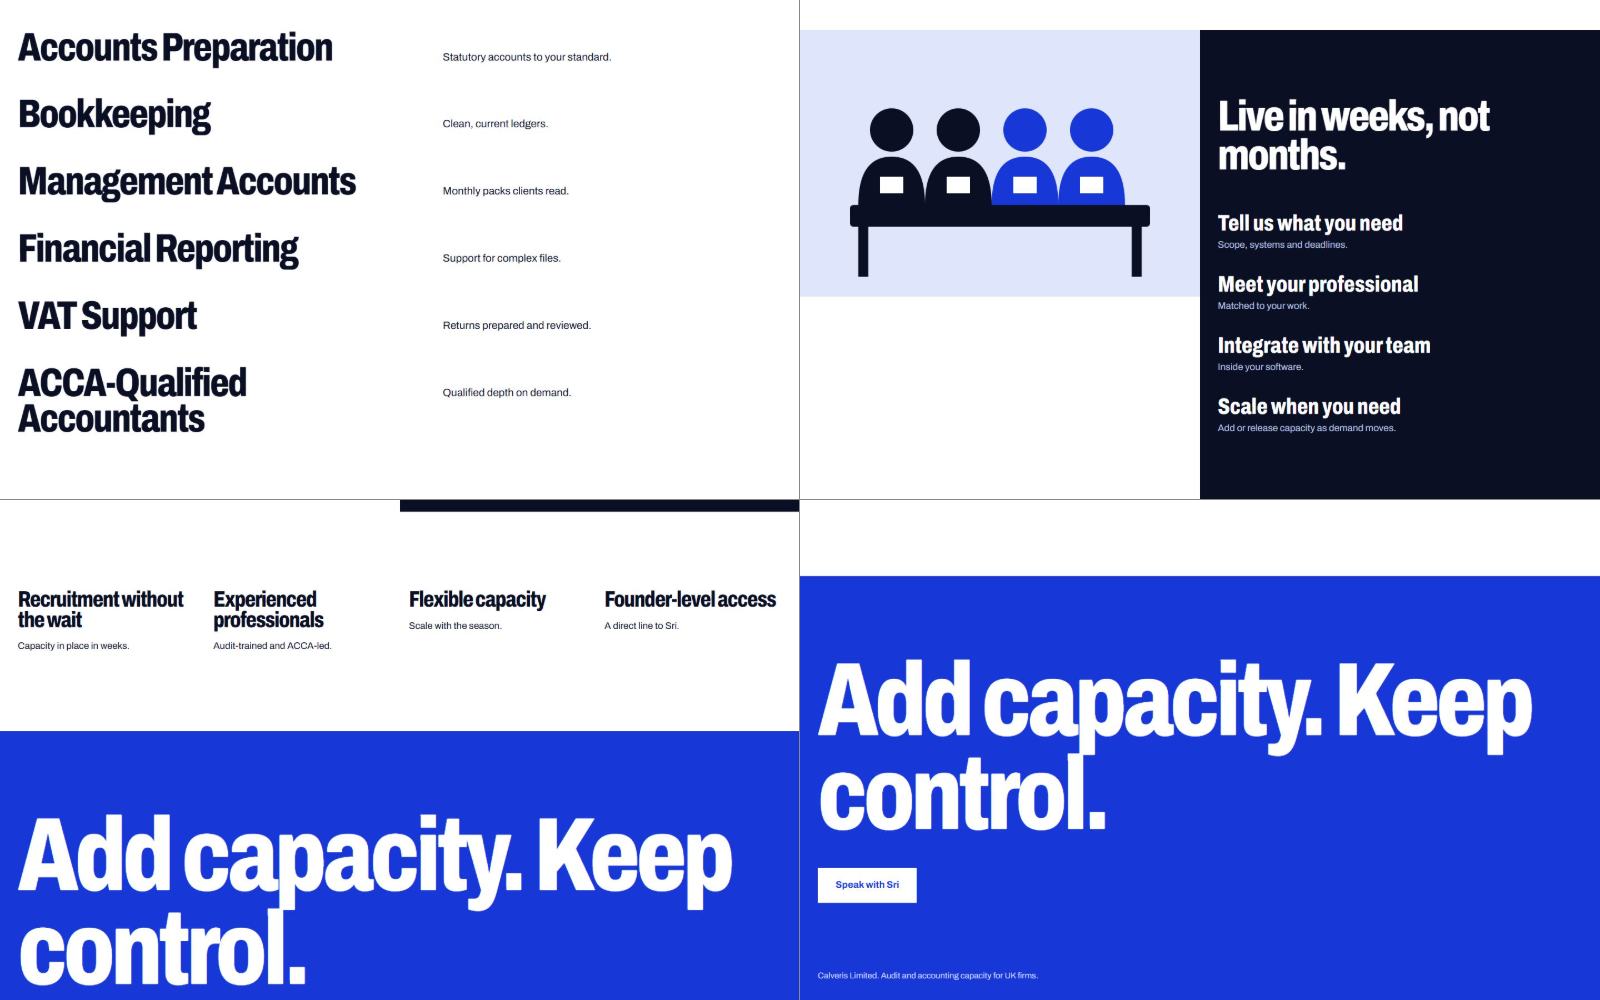 Accounts Preparation
Statutory accounts to your standard.
Bookkeeping
Clean, current ledgers.
Management Accounts
Monthly packs clients read.
Financial Reporting
Support for complex files.
VAT Support
Returns prepared and reviewed.
ACCA-Qualified
Accountants
Qualified depth on demand.
Live in weeks, not
months.
Tell us what you need
Scope, systems and deadlines.
Meet your professional
Matched to your work.
Integrate with your team
Inside your software.
Scale when you need
Add or release capacity as demand moves.
Recruitment without
the wait
Capacity in place in weeks.
Experienced
professionals
Audit-trained and ACCA-led.
Flexible capacity
Scale with the season.
Founder-level access
A direct line to Sri.
Add capacity. Keep
control.
Add capacity. Keep
control.
Speak with Sri
Calveris Limited. Audit and accounting capacity for UK firms.